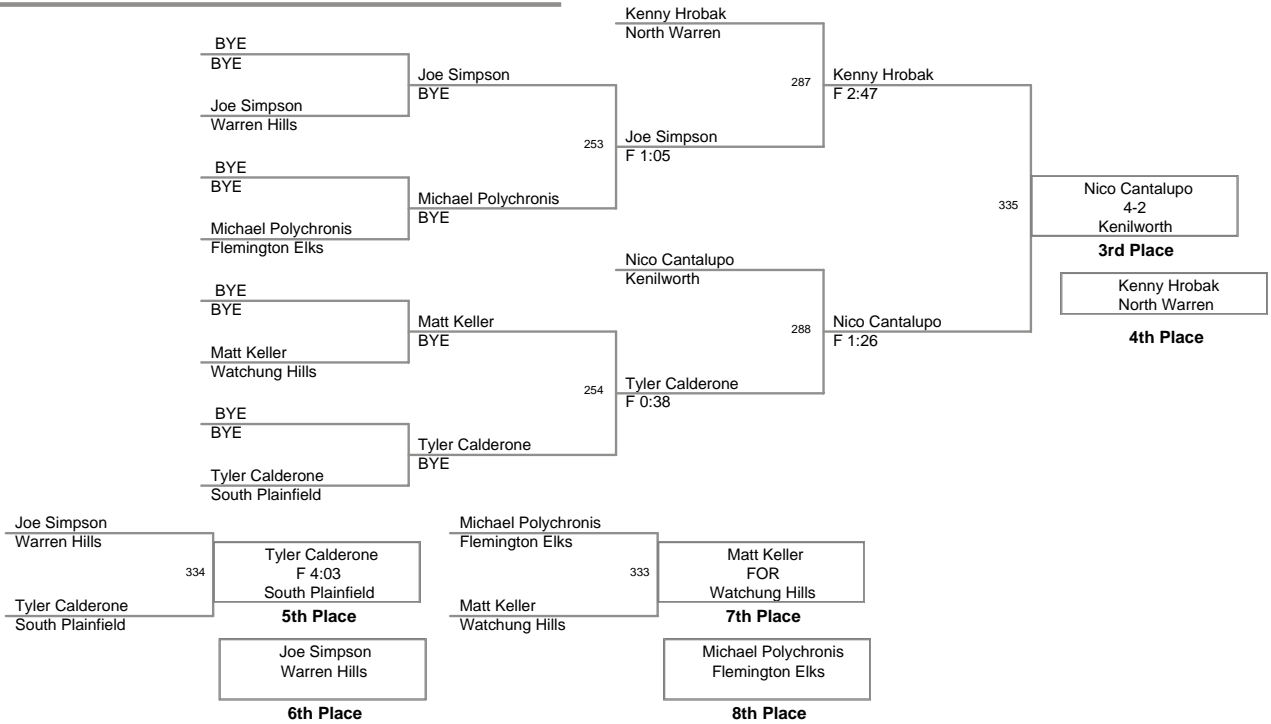 Kenny Hrobak
North Warren
BYE
BYE
Joe Simpson
BYE
287
Kenny Hrobak
F 2:47
Joe Simpson
Warren Hills
253
Joe Simpson
F 1:05
BYE
BYE
Michael Polychronis
BYE
335
Nico Cantalupo
4-2
Kenilworth
3rd Place
Michael Polychronis
Flemington Elks
Nico Cantalupo
Kenilworth
Kenny Hrobak
North Warren
4th Place
BYE
BYE
Matt Keller
BYE
288
Nico Cantalupo
F 1:26
Matt Keller
Watchung Hills
254
Tyler Calderone
F 0:38
BYE
BYE
Tyler Calderone
BYE
Tyler Calderone
South Plainfield
Joe Simpson
Warren Hills
334
Tyler Calderone
F 4:03
South Plainfield
5th Place
Tyler Calderone
South Plainfield
Joe Simpson
Warren Hills
6th Place
Michael Polychronis
Flemington Elks
333
Matt Keller
FOR
Watchung Hills
7th Place
Matt Keller
Watchung Hills
Michael Polychronis
Flemington Elks
8th Place